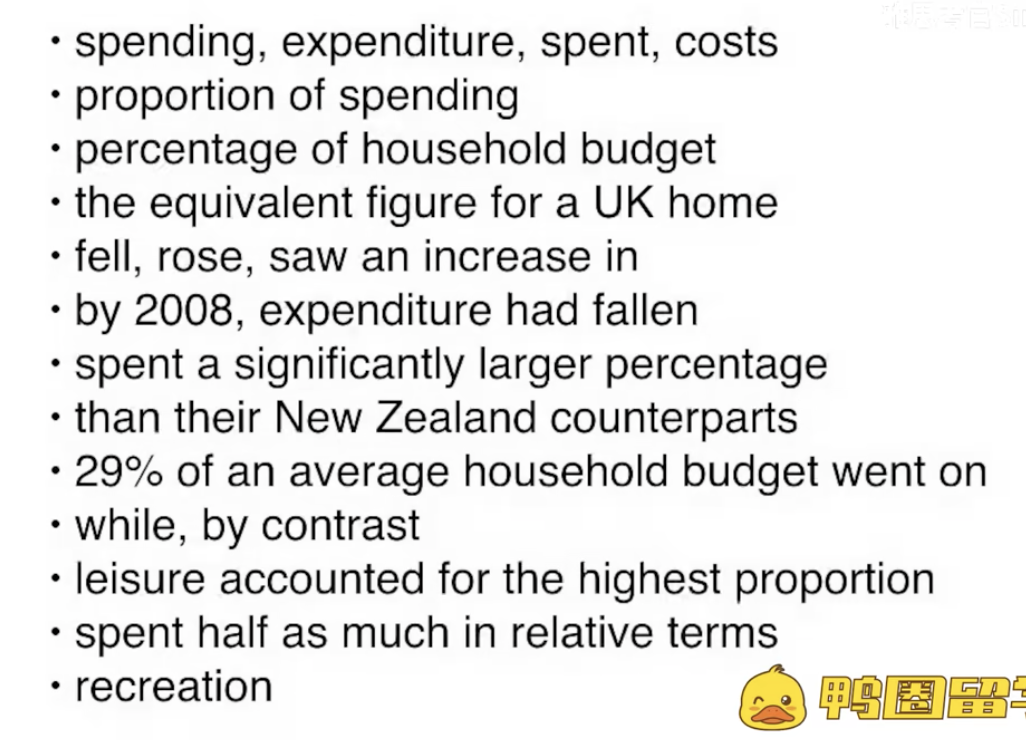 • spending, expenditure, spent, costs
• proportion of spending
• percentage of household budget
• the equivalent figure for a UK home
• fell, rose, saw an increase in
• by 2008, expenditure had fallen
• spent a significantly larger percentage
• than their New Zealand counterparts
• 29% of an average household budget went on
• while, by contrast
• leisure accounted for the highest proportion
• spent half as much in relative terms
• recreation
鸭圈留学